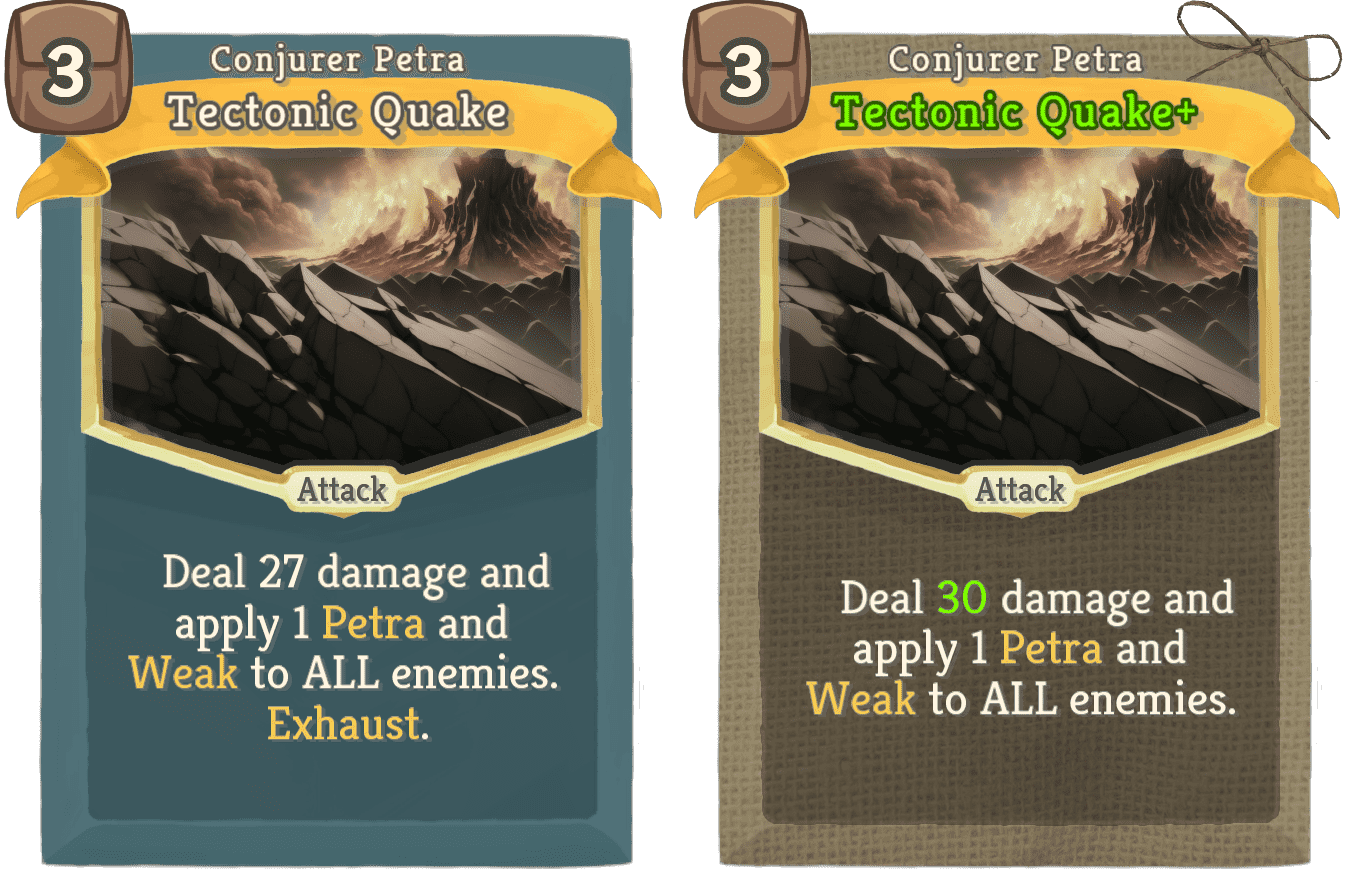 3
Conjurer Petra
Tectonic Quake
Attack
Deal 27 damage and
apply 1 Petra and
Weak to ALL enemies.
Exhaust.
3
Conjurer Petra
Tectonic Quake+
Attack
Deal 30 damage and
apply 1 Petra and
Weak to ALL enemies.